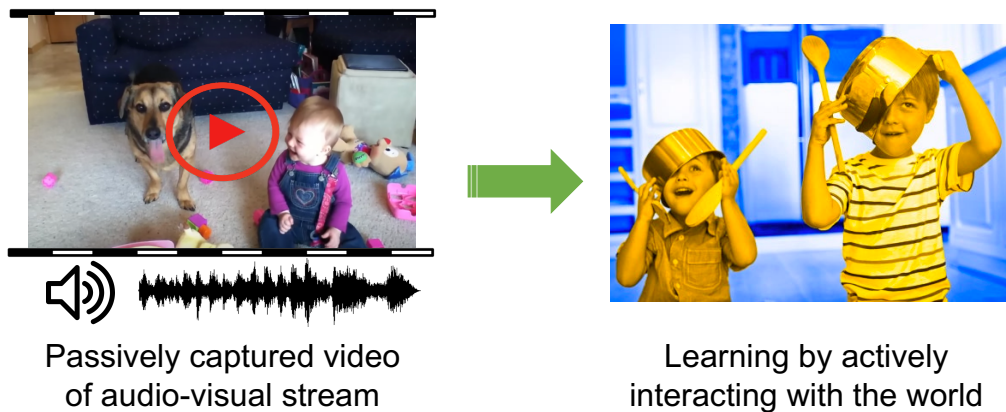 Passively captured video
of audio-visual stream
Learning by actively
interacting with the world